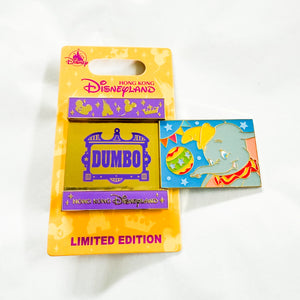 HONG KONG
Disneyland
DUMBO
HONG KONG Disneyland
LIMITED EDITION